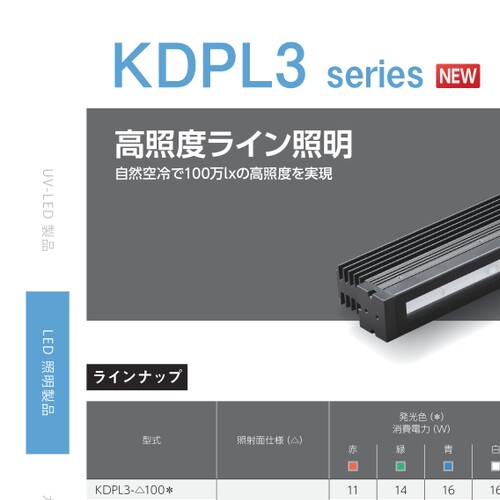 KDPL3 series NEW
高照度ライン照明
自然空冷で100万lxの高照度を実現
UV-LED 製品
LED 照明製品
ラインナップ
型式
照射面仕様 (△)
発光色 (＊)
消費電力 (W)
赤 緑 青 白
KDPL3-△100＊ 11 14 16 16